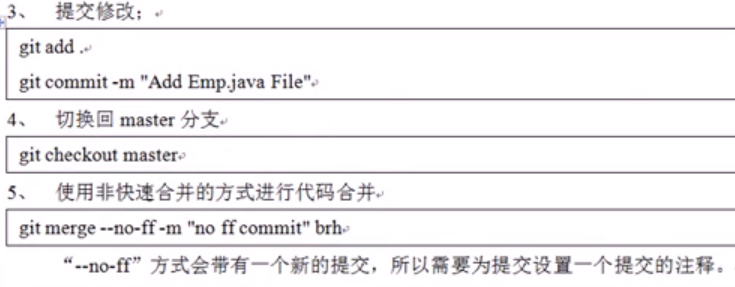 3、 提交修改；
git add .
git commit -m "Add Emp.java File"
4、 切换回 master 分支
git checkout master
5、 使用非快速合并的方式进行代码合并
git merge --no-ff -m "no ff commit" brh
“--no-ff”方式会带有一个新的提交，所以需要为提交设置一个提交的注释。